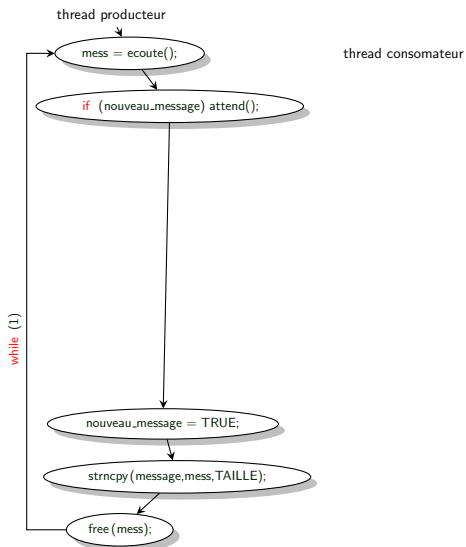 thread producteur
mess = ecoute();
thread consomateur
if (nouveau_message) attend();
while (1)
nouveau_message = TRUE;
strncpy(message,mess,TAILLE);
free(mess);